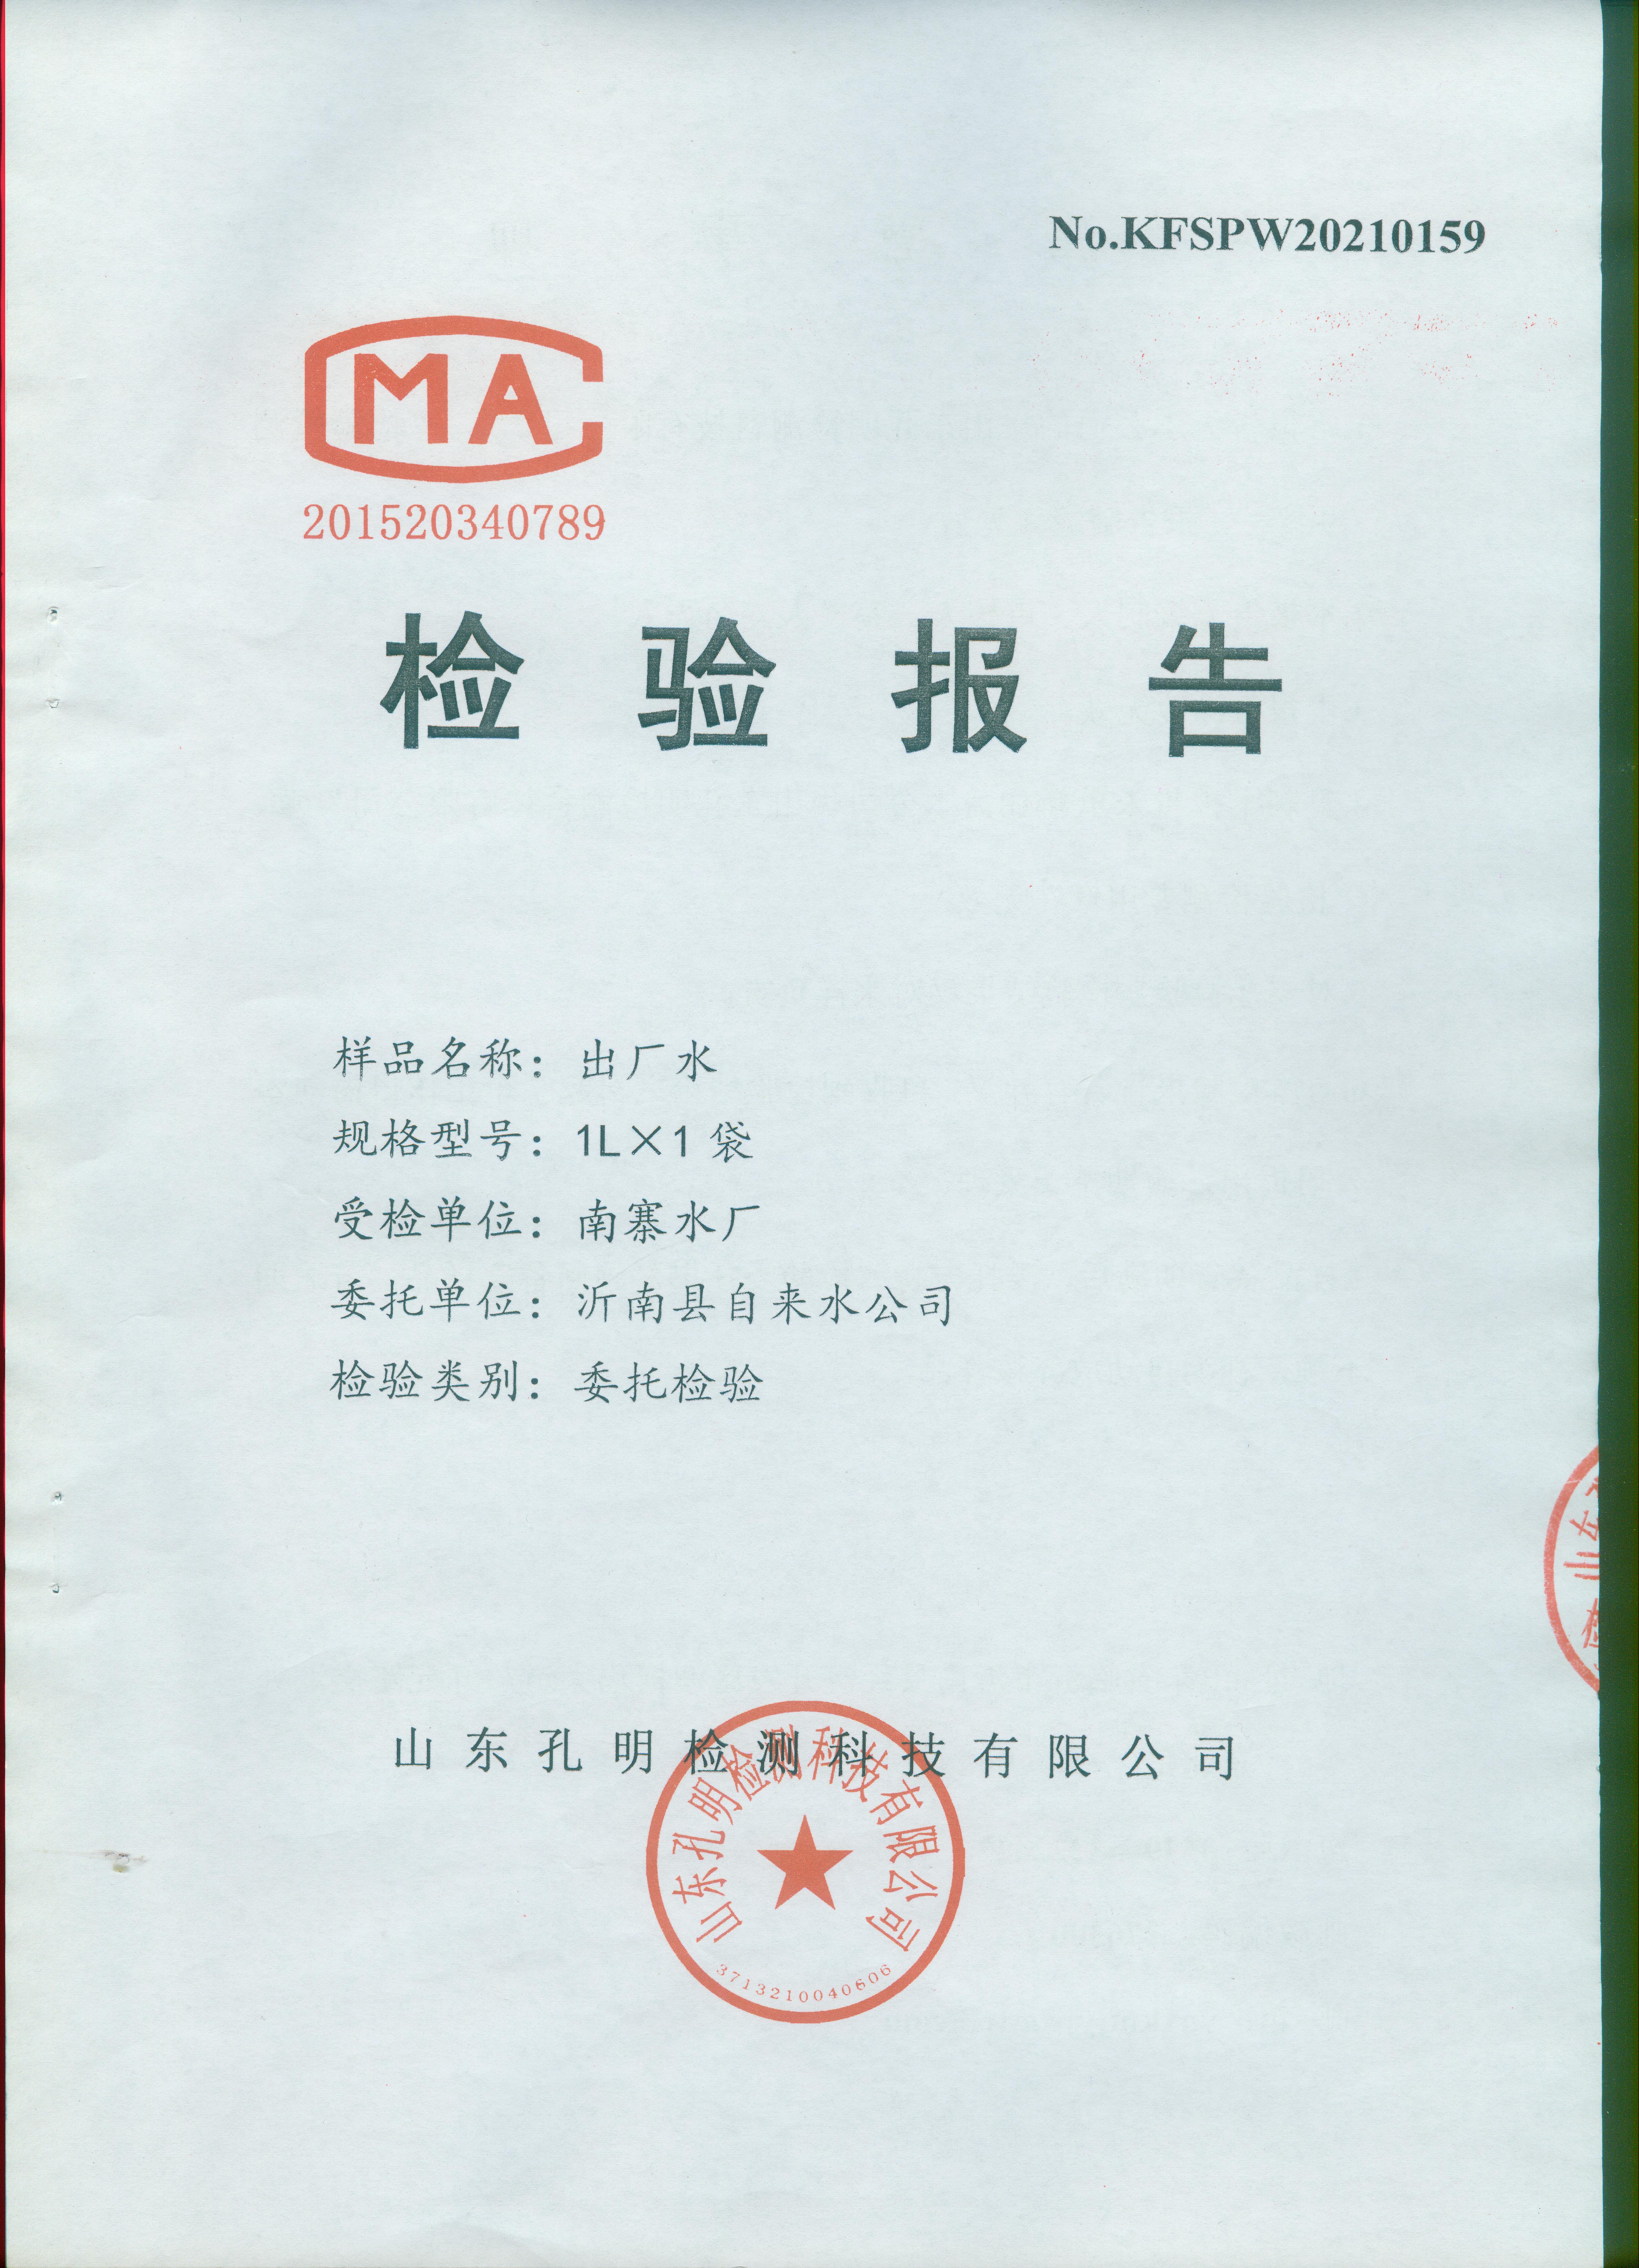 No.KFSPW20210159
MA
201520340789
检验报告
样品名称：出厂水
规格型号：1L×1 袋
受检单位：南寨水厂
委托单位：沂南县自来水公司
检验类别：委托检验
山东孔明检测科技有限公司
山东孔明检测科技有限公司
3713210040606
山东